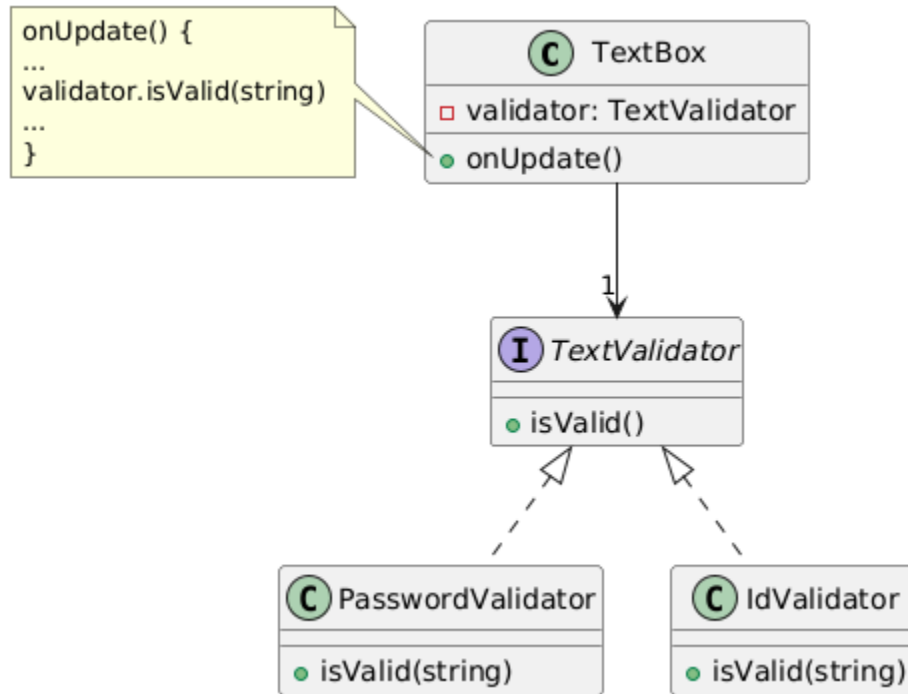 onUpdate() {
...
validator.isValid(string)
...
}
C TextBox
validator: TextValidator
onUpdate()
1
I TextValidator
isValid()
C PasswordValidator
isValid(string)
C IdValidator
isValid(string)